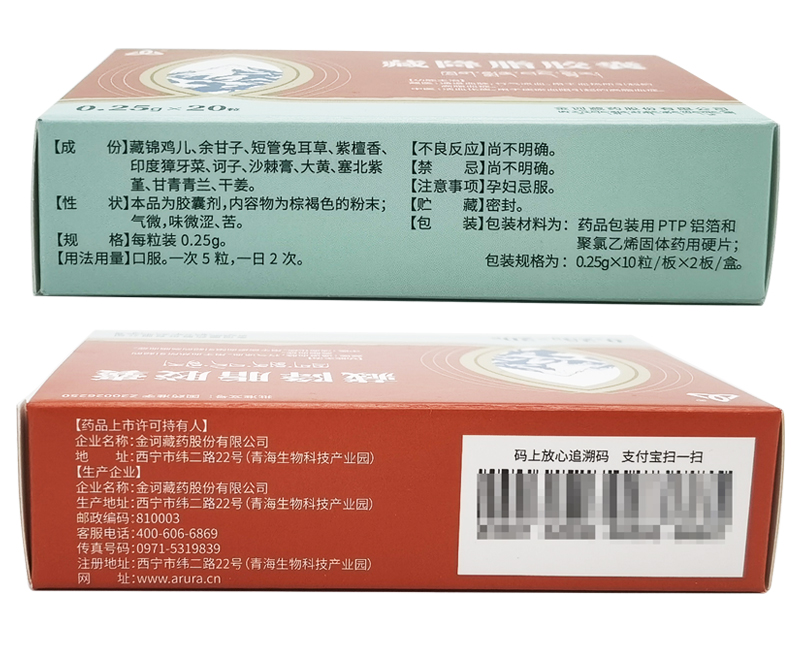 0.25g×20粒
【成　　份】藏锦鸡儿、余甘子、短管兔耳草、紫檀香、
印度獐牙菜、诃子、沙棘膏、大黄、塞北紫
堇、甘青青兰、干姜。
【性　　状】本品为胶囊剂，内容物为棕褐色的粉末；
气微，味微涩、苦。
【规　　格】每粒装 0.25g。
【用法用量】口服。一次 5 粒，一日 2 次。
【不良反应】尚不明确。
【禁　　忌】尚不明确。
【注意事项】孕妇忌服。
【贮　　藏】密封。
【包　　装】包装材料为：药品包装用 PTP 铝箔和
聚氯乙烯固体药用硬片；
包装规格为：0.25g×10粒/板×2板/盒。
【药品上市许可持有人】
企业名称：金诃藏药股份有限公司
地　　址：西宁市纬二路22号（青海生物科技产业园）
【生产企业】
企业名称：金诃藏药股份有限公司
生产地址：西宁市纬二路22号（青海生物科技产业园）
邮政编码：810003
客服电话：400-606-6869
传真号码：0971-5319839
注册地址：西宁市纬二路22号（青海生物科技产业园）
网　　址：www.arura.cn
码上放心追溯码　支付宝扫一扫